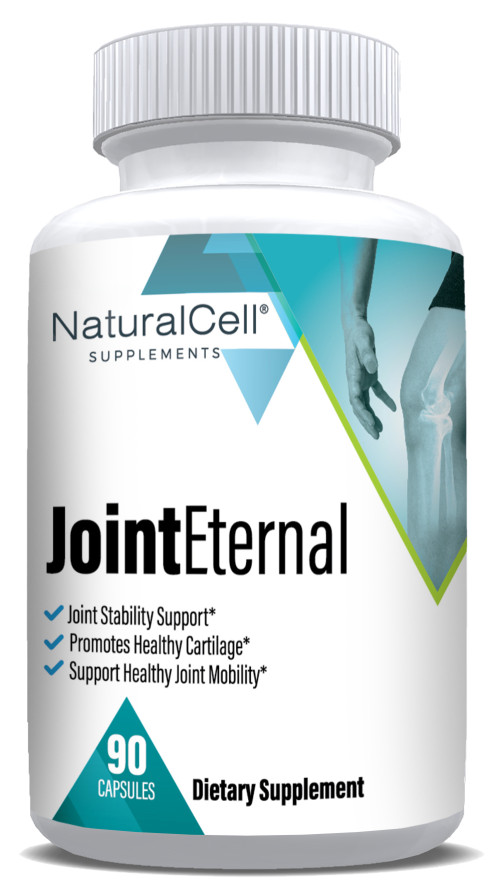 NaturalCell®
SUPPLEMENTS
JointEternal
Joint Stability Support*
Promotes Healthy Cartilage*
Support Healthy Joint Mobility*
90
CAPSULES
Dietary Supplement